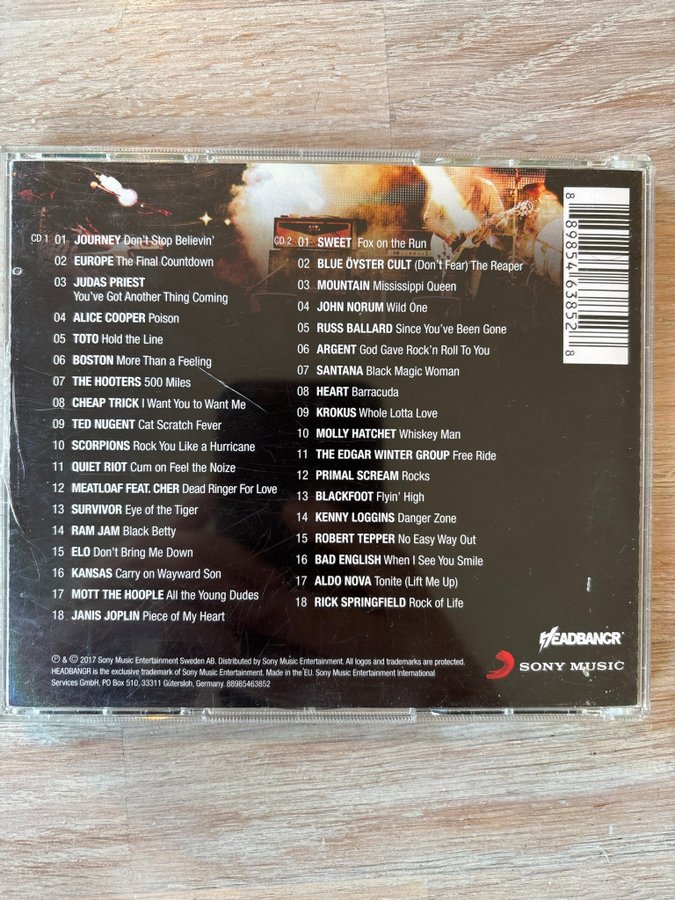 CD 1 01 JOURNEY Don't Stop Believin'
02 EUROPE The Final Countdown
03 JUDAS PRIEST
You've Got Another Thing Coming
04 ALICE COOPER Poison
05 TOTO Hold the Line
06 BOSTON More Than a Feeling
07 THE HOOTERS 500 Miles
08 CHEAP TRICK I Want You to Want Me
09 TED NUGENT Cat Scratch Fever
10 SCORPIONS Rock You Like a Hurricane
11 QUIET RIOT Cum on Feel the Noize
12 MEATLOAF FEAT. CHER Dead Ringer For Love
13 SURVIVOR Eye of the Tiger
14 RAM JAM Black Betty
15 ELO Don't Bring Me Down
16 KANSAS Carry on Wayward Son
17 MOTT THE HOOPLE All the Young Dudes
18 JANIS JOPLIN Piece of My Heart
CD 2 01 SWEET Fox on the Run
02 BLUE ÖYSTER CULT (Don't Fear) The Reaper
03 MOUNTAIN Mississippi Queen
04 JOHN NORUM Wild One
05 RUSS BALLARD Since You've Been Gone
06 ARGENT God Gave Rock'n Roll To You
07 SANTANA Black Magic Woman
08 HEART Barracuda
09 KROKUS Whole Lotta Love
10 MOLLY HATCHET Whiskey Man
11 THE EDGAR WINTER GROUP Free Ride
12 PRIMAL SCREAM Rocks
13 BLACKFOOT Flyin' High
14 KENNY LOGGINS Danger Zone
15 ROBERT TEPPER No Easy Way Out
16 BAD ENGLISH When I See You Smile
17 ALDO NOVA Tonite (Lift Me Up)
18 RICK SPRINGFIELD Rock of Life
8 89854 63852 8
HEADBANGR
SONY MUSIC
℗ & © 2017 Sony Music Entertainment Sweden AB. Distributed by Sony Music Entertainment. All logos and trademarks are protected.
HEADBANGR is the exclusive trademark of Sony Music Entertainment. Made in the EU. Sony Music Entertainment International
Services GmbH, PO Box 510, 33311 Gütersloh, Germany. 88985463852